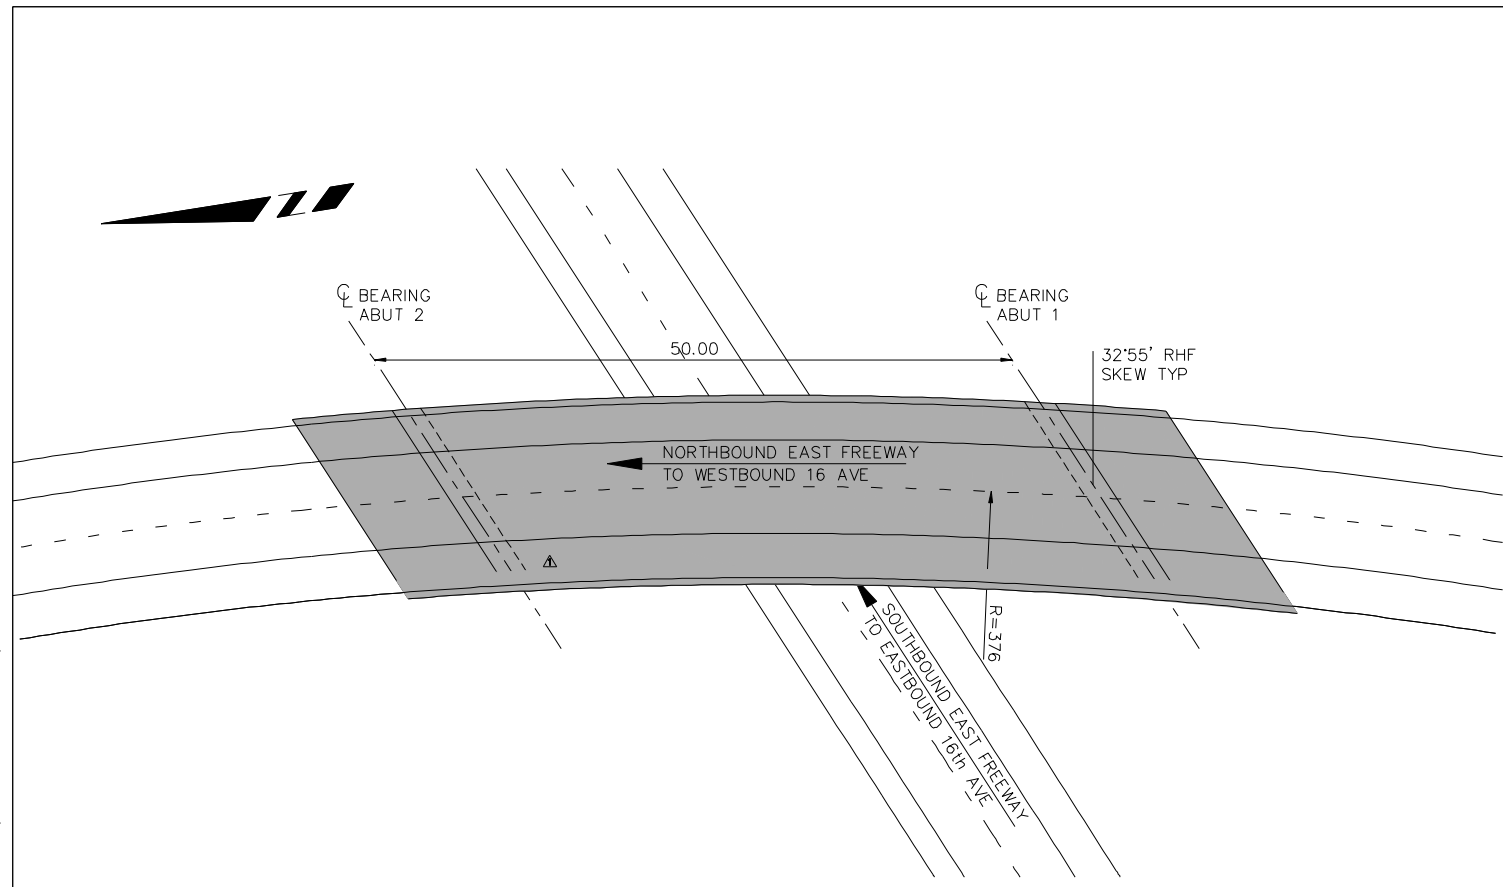 ℄ BEARING
ABUT 2
℄ BEARING
ABUT 1
50.00
32°55' RHF
SKEW TYP
NORTHBOUND EAST FREEWAY
TO WESTBOUND 16 AVE
1
R=376
SOUTHBOUND EAST FREEWAY
TO EASTBOUND 16th AVE